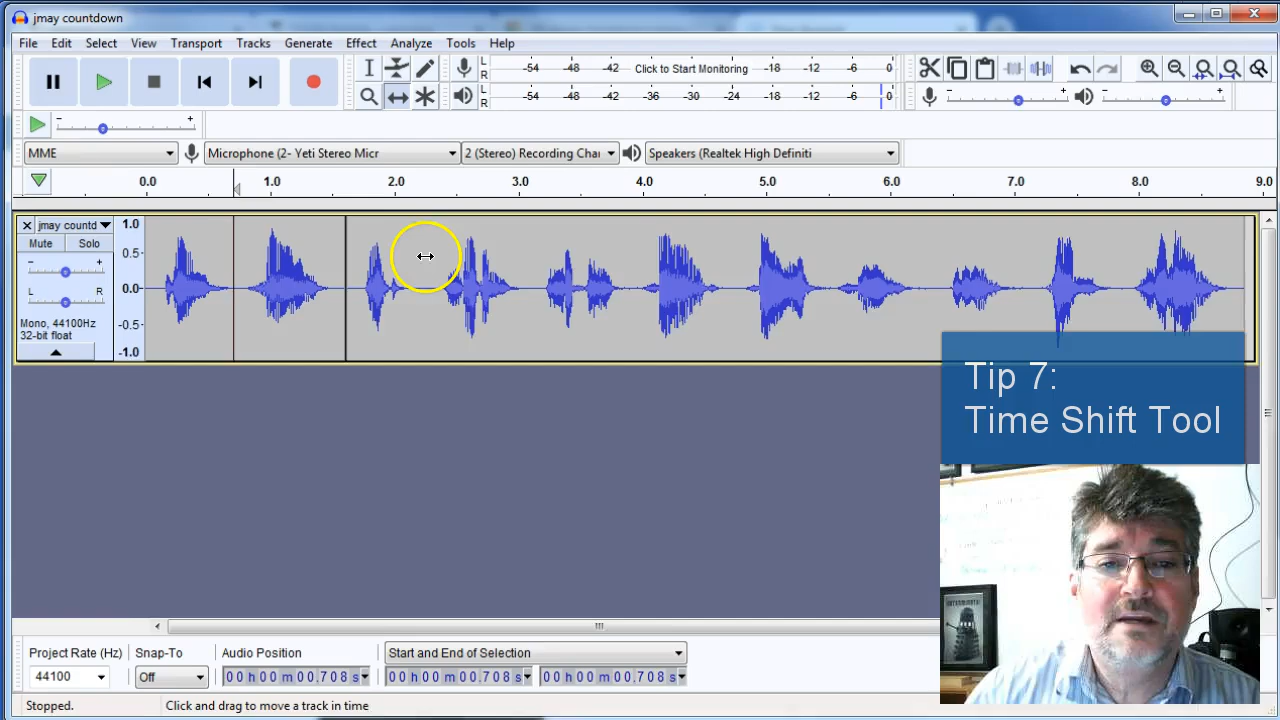 jmay countdown
File Edit Select View Transport Tracks Generate Effect Analyze Tools Help
L R -54 -48 -42 Click to Start Monitoring -18 -12 -6 0
L R -54 -48 -42 -36 -30 -24 -18 -12 -6 0
- +
- + - +
MME Microphone (2- Yeti Stereo Micr 2 (Stereo) Recording Char Speakers (Realtek High Definiti
0.0 1.0 2.0 3.0 4.0 5.0 6.0 7.0 8.0 9.0
jmay countd
Mute Solo
- +
L R
Mono, 44100Hz
32-bit float
1.0
0.5
0.0
-0.5
-1.0
Tip 7:
Time Shift Tool
Project Rate (Hz) Snap-To Audio Position Start and End of Selection
44100 Off 00 h 00 m 00.708 s 00 h 00 m 00.708 s 00 h 00 m 00.708 s
Stopped. Click and drag to move a track in time